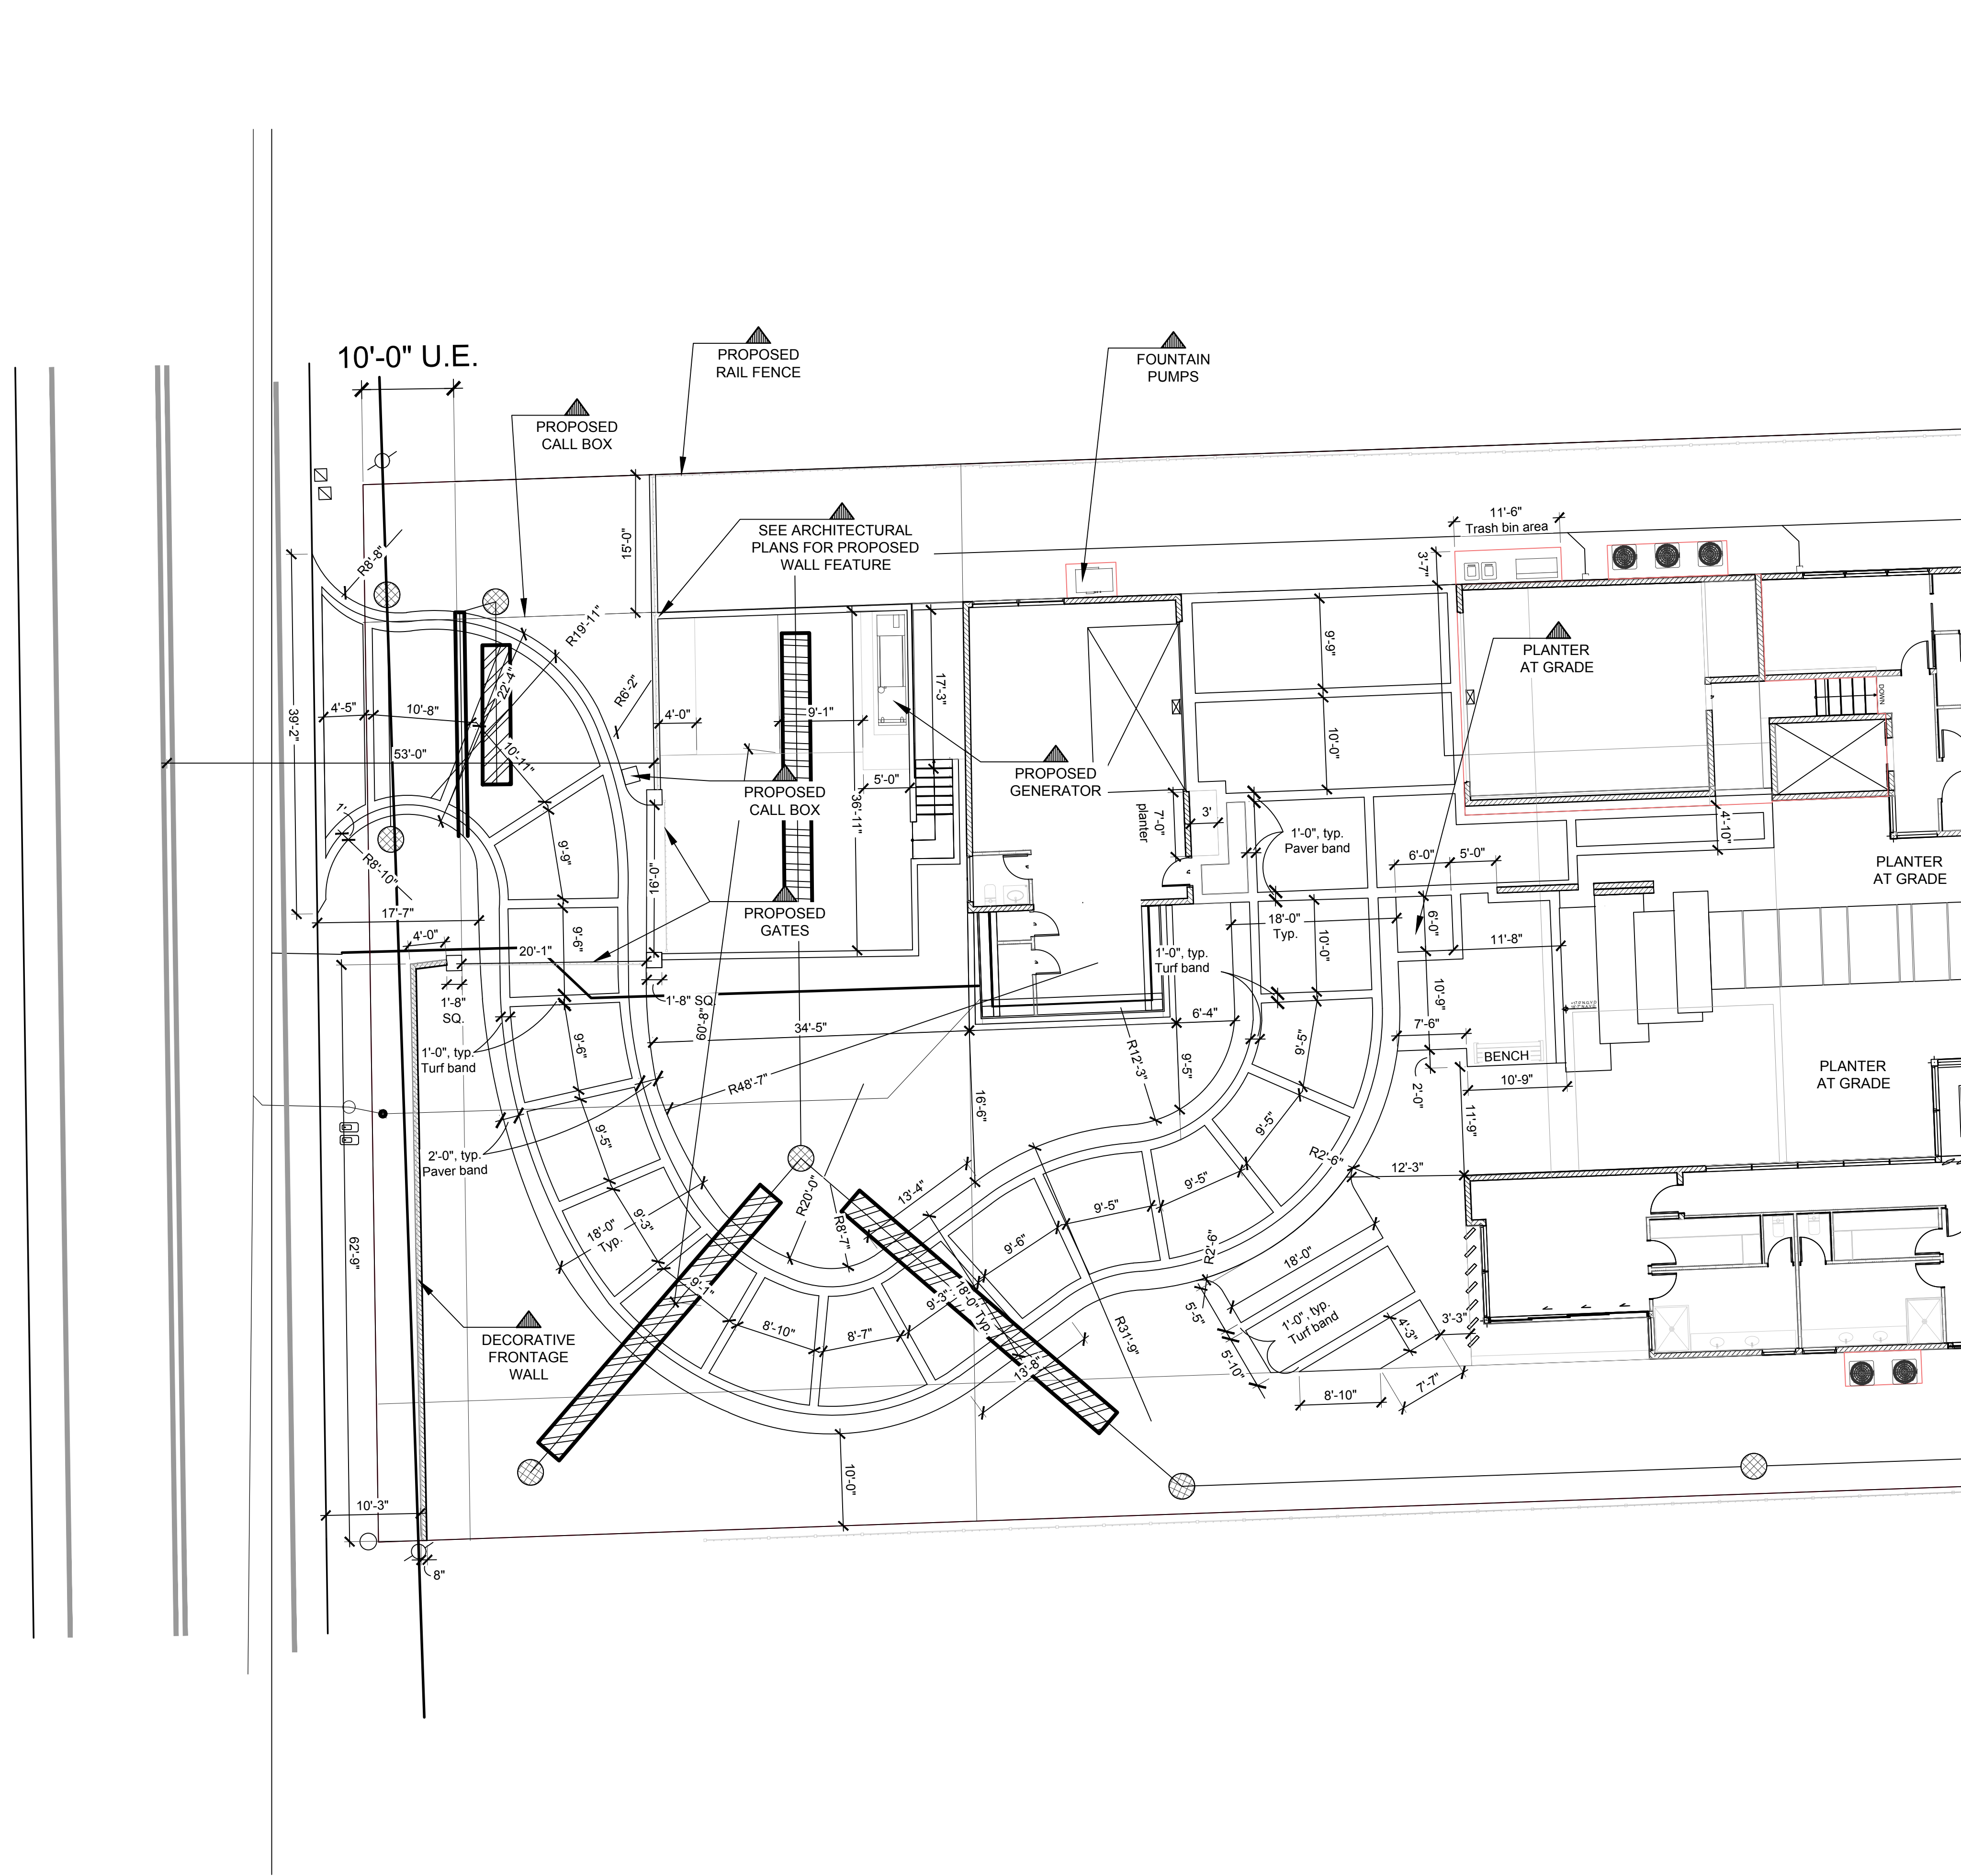 10'-0" U.E.
PROPOSED
RAIL FENCE
FOUNTAIN
PUMPS
PROPOSED
CALL BOX
11'-6"
Trash bin area
SEE ARCHITECTURAL
PLANS FOR PROPOSED
WALL FEATURE
15'-0"
3'-7"
R8'-8"
R19'-11"
9'-9"
PLANTER
AT GRADE
R6'-2"
22'-4"
17'-3"
DOWN
4'-5"
10'-8"
4'-0"
9'-1"
39'-2"
10'-0"
53'-0"
10'-11"
5'-0"
PROPOSED
GENERATOR
PROPOSED
CALL BOX
36'-11"
1'
7'-0"
planter
3'
1'-0", typ.
Paver band
4'-10"
9'-9"
R8'-10"
6'-0"
5'-0"
PLANTER
AT GRADE
16'-0"
17'-7"
PROPOSED
GATES
18'-0"
Typ.
6'-0"
4'-0"
9'-6"
20'-1"
10'-0"
11'-8"
1'-0", typ.
Turf band
1'-8"
SQ.
1'-8" SQ.
10'-9"
60'-8"
34'-5"
6'-4"
7'-6"
9'-6"
9'-5"
1'-0", typ.
Turf band
R12'-3"
9'-5"
BENCH
PLANTER
AT GRADE
R48'-7"
10'-9"
2'-0"
16'-6"
11'-9"
9'-5"
9'-5"
2'-0", typ.
Paver band
R2'-6"
12'-3"
R20'-0"
13'-4"
9'-5"
9'-5"
9'-3"
18'-0"
Typ.
R8'-7"
9'-6"
R2'-6"
62'-9"
18'-0"
9'-1"
9'-3"
18'-0" Typ.
5'-5"
1'-0", typ.
Turf band
DECORATIVE
FRONTAGE
WALL
8'-10"
8'-7"
R31'-9"
4'-3"
3'-3"
13'-8"
5'-10"
7'-7"
8'-10"
10'-0"
10'-3"
8"